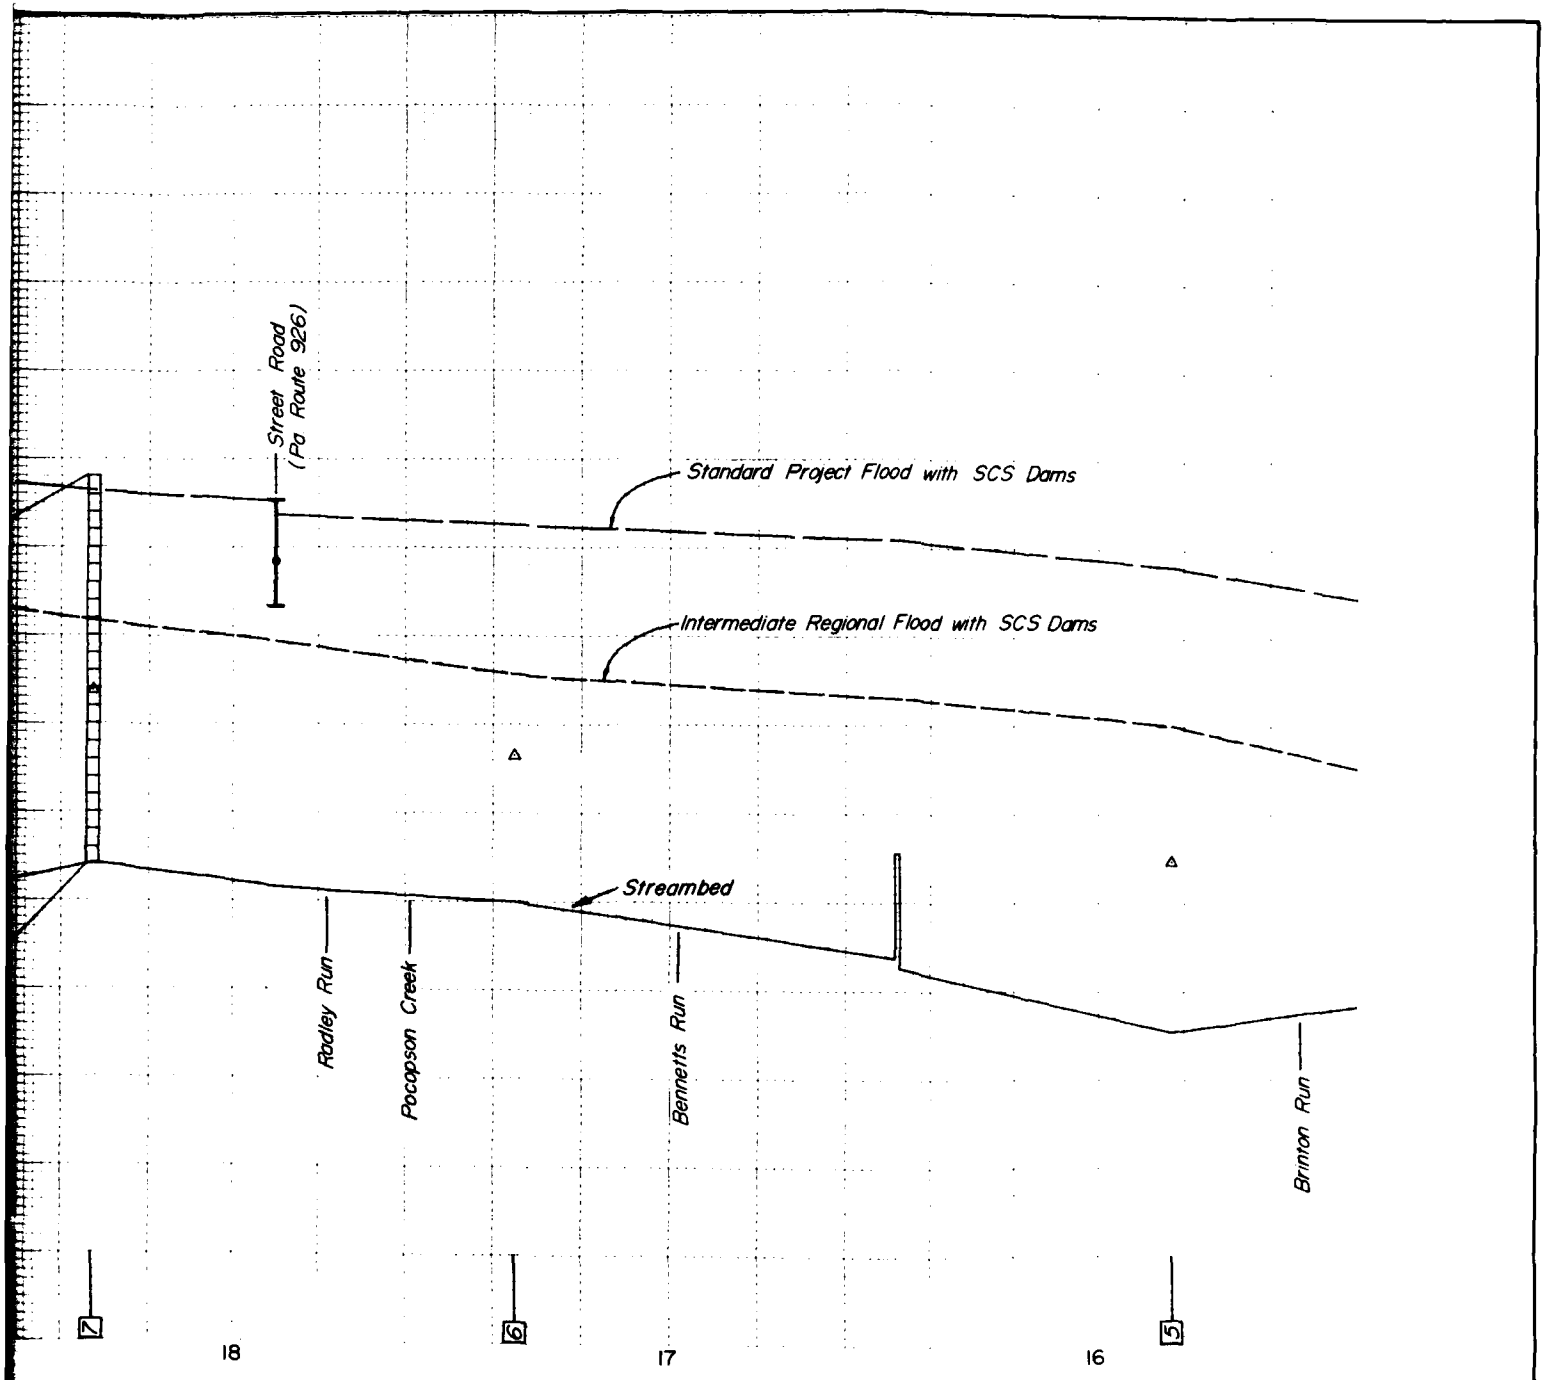 Street Road
(Pa Route 926)
Standard Project Flood with SCS Dams
Intermediate Regional Flood with SCS Dams
Streambed
Radley Run
Pocopson Creek
Bennetts Run
Brinton Run
7
6
5
18
17
16